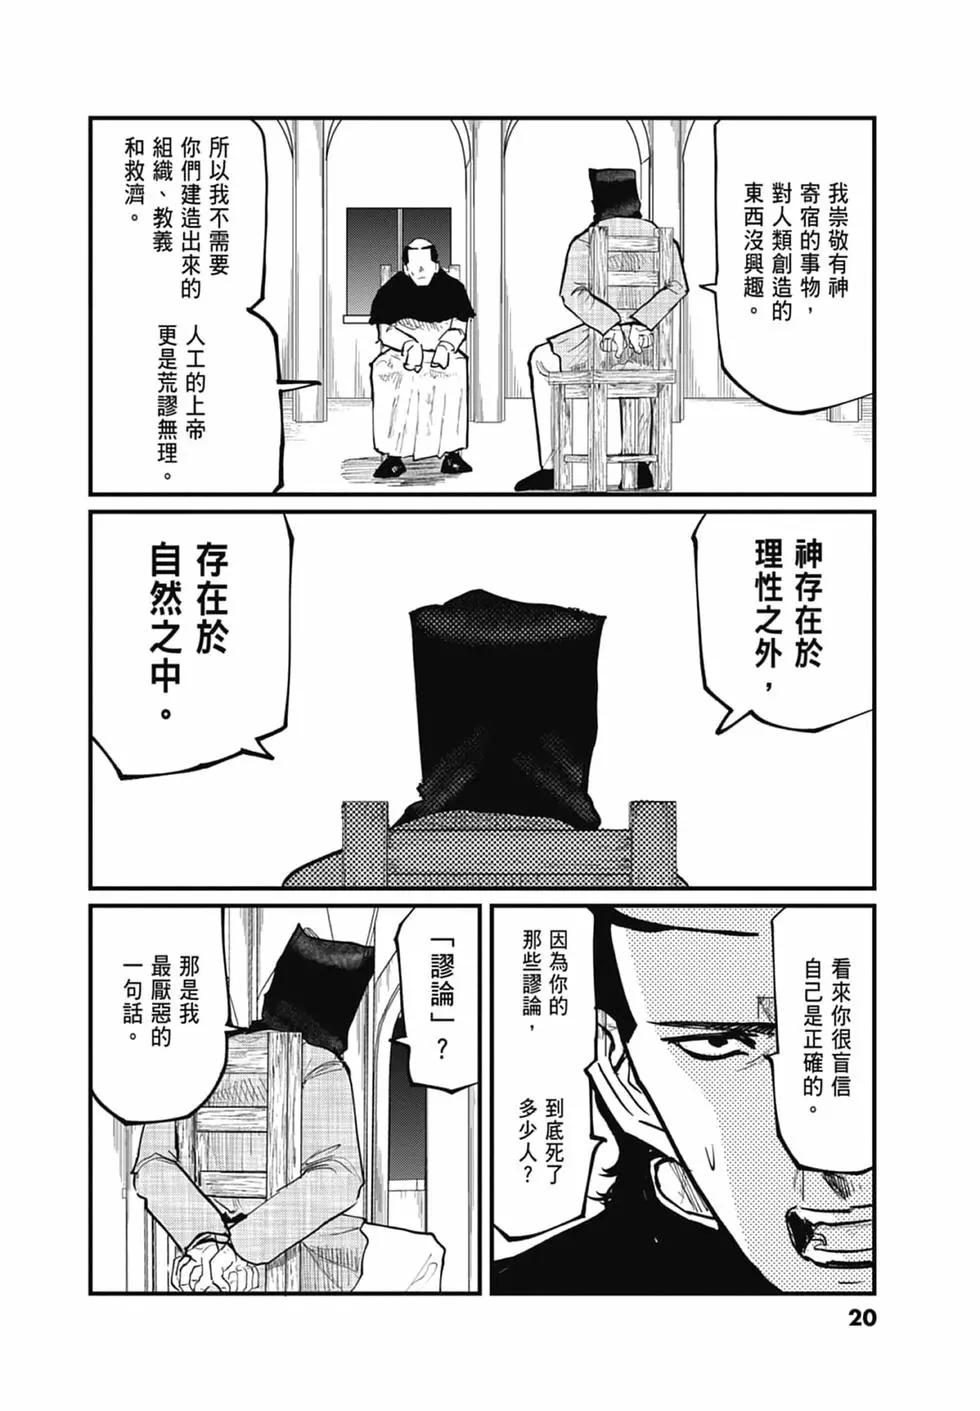 我崇敬有神
寄宿的事物，
對人類創造的
東西沒興趣。
所以我不需要
你們建造出來的
組織、教義
和救濟。
人工的上帝
更是荒謬無理。
神存在於
理性之外，
存在於
自然之中。
看來你很盲信
自己是正確的。
因為你的
那些謬論，
到底死了
多少人？
「謬論」？
那是我
最厭惡的
一句話。
20